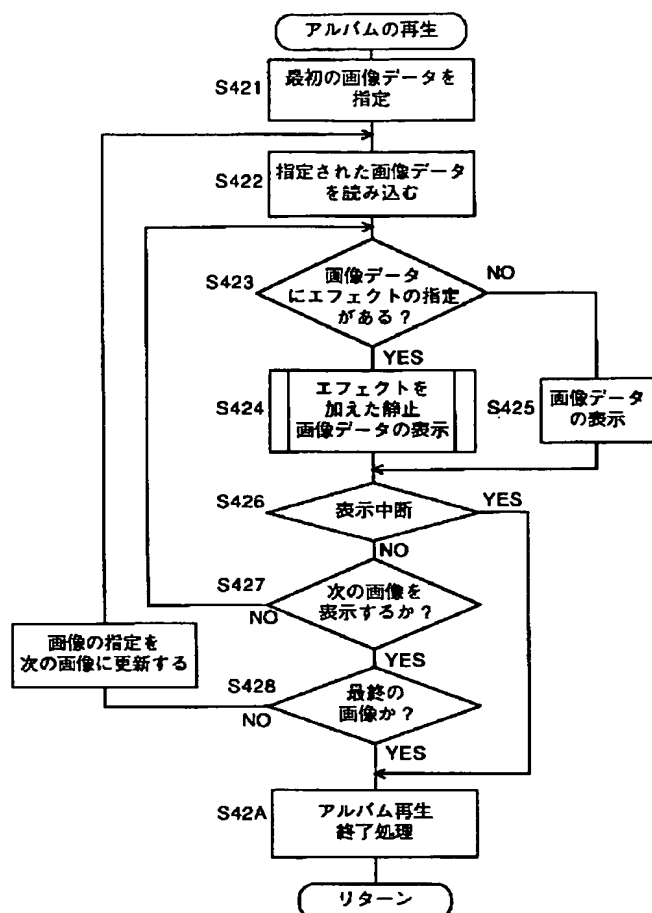 アルバムの再生
S421
最初の画像データを
指定
S422
指定された画像データ
を読み込む
S423
画像データ
にエフェクトの指定
がある?
NO
YES
S424
エフェクトを
加えた静止
画像データの表示
S425
画像データ
の表示
S426
表示中断
YES
NO
S427
次の画像を
表示するか?
NO
YES
画像の指定を
次の画像に更新する
S428
最終の
画像か?
NO
YES
S42A
アルバム再生
終了処理
リターン